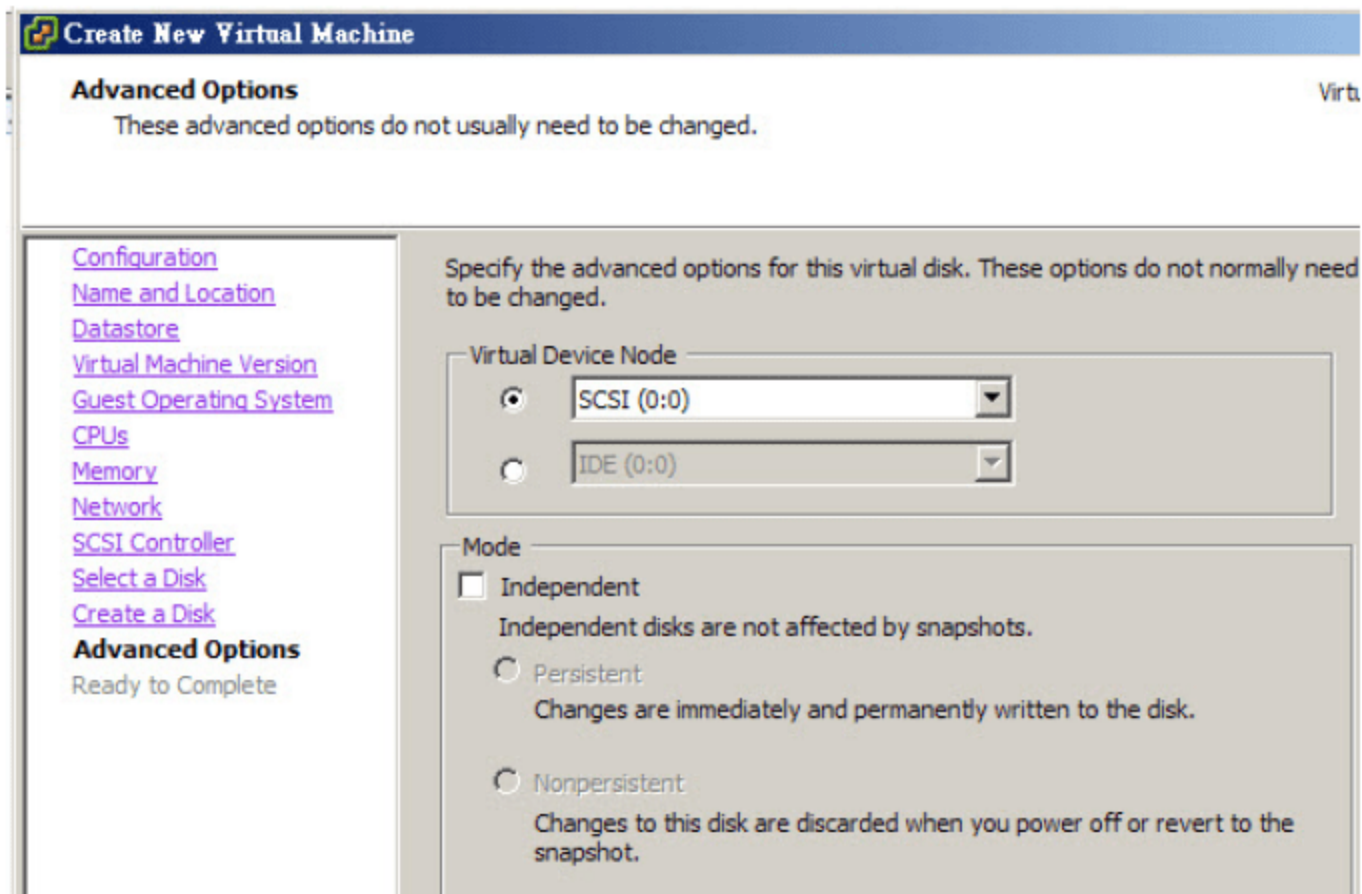 Create New Virtual Machine
Advanced Options
These advanced options do not usually need to be changed.
Configuration
Name and Location
Datastore
Virtual Machine Version
Guest Operating System
CPUs
Memory
Network
SCSI Controller
Select a Disk
Create a Disk
Advanced Options
Ready to Complete
Specify the advanced options for this virtual disk. These options do not normally need
to be changed.
Virtual Device Node
SCSI (0:0)
IDE (0:0)
Mode
Independent
Independent disks are not affected by snapshots.
Persistent
Changes are immediately and permanently written to the disk.
Nonpersistent
Changes to this disk are discarded when you power off or revert to the
snapshot.